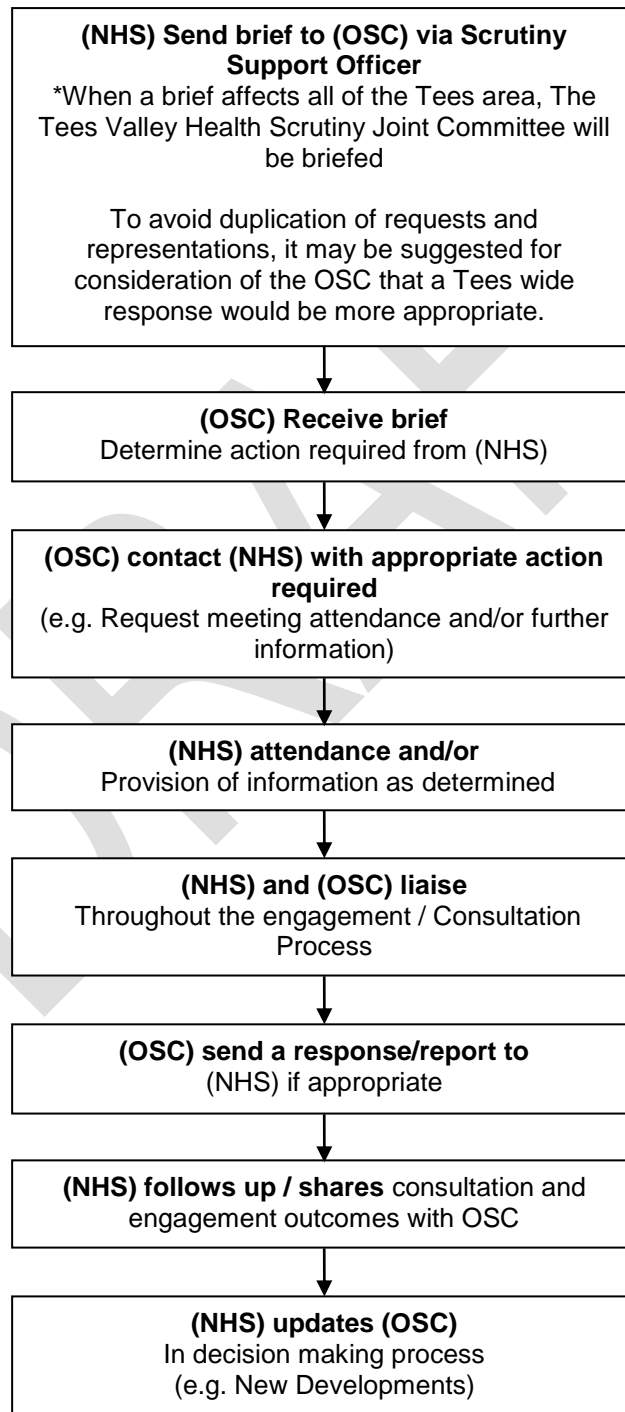 (NHS) Send brief to (OSC) via Scrutiny
Support Officer
*When a brief affects all of the Tees area, The
Tees Valley Health Scrutiny Joint Committee will
be briefed
To avoid duplication of requests and
representations, it may be suggested for
consideration of the OSC that a Tees wide
response would be more appropriate.
(OSC) Receive brief
Determine action required from (NHS)
(OSC) contact (NHS) with appropriate action
required
(e.g. Request meeting attendance and/or further
information)
(NHS) attendance and/or
Provision of information as determined
(NHS) and (OSC) liaise
Throughout the engagement / Consultation
Process
(OSC) send a response/report to
(NHS) if appropriate
(NHS) follows up / shares consultation and
engagement outcomes with OSC
(NHS) updates (OSC)
In decision making process
(e.g. New Developments)